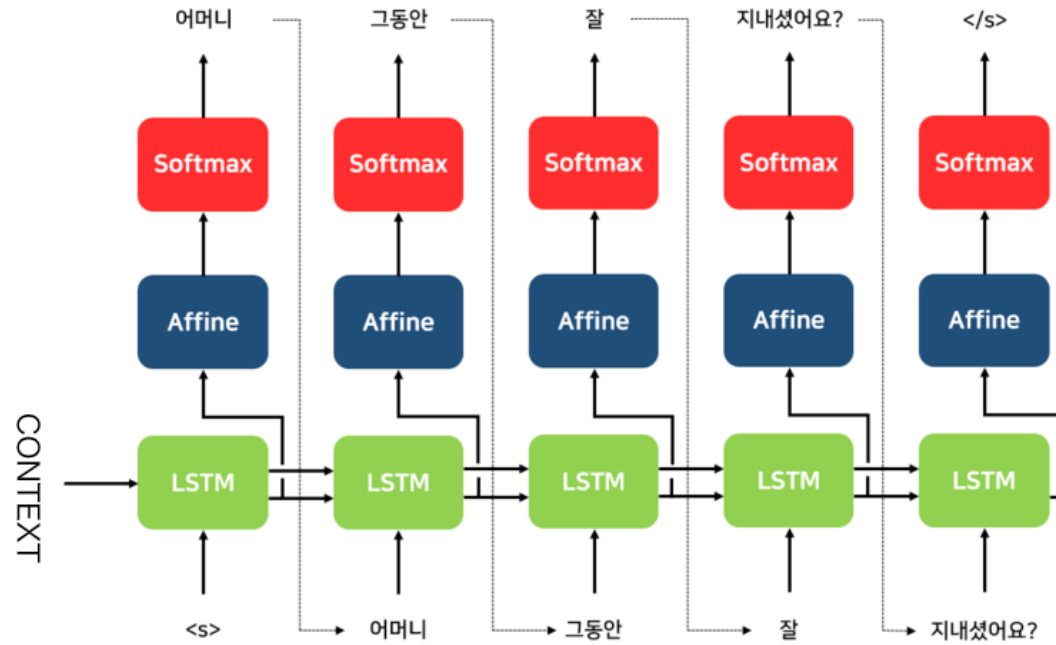 어머니 그동안 잘 지내셨어요? </s>
Softmax Softmax Softmax Softmax Softmax
Affine Affine Affine Affine Affine
CONTEXT
LSTM LSTM LSTM LSTM LSTM
<s> 어머니 그동안 잘 지내셨어요?